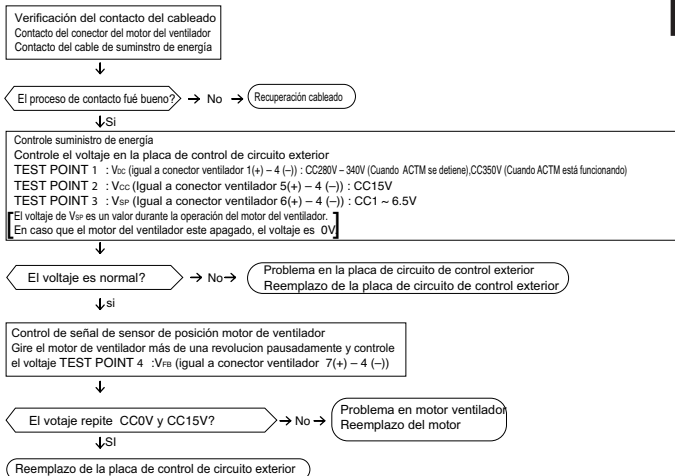 Verificación del contacto del cableado
Contacto del conector del motor del ventilador
Contacto del cable de suminstro de energía
El proceso de contacto fué bueno? → No → Recuperación cableado
Si
Controle suministro de energía
Controle el voltaje en la placa de control de circuito exterior
TEST POINT 1 : VDC (igual a conector ventilador 1(+) – 4 (–)) : CC280V – 340V (Cuando ACTM se detiene),CC350V (Cuando ACTM está funcionando)
TEST POINT 2 : VCC (Igual a conector ventilador 5(+) – 4 (–)) : CC15V
TEST POINT 3 : VSP (Igual a conector ventilador 6(+) – 4 (–)) : CC1 ~ 6.5V
[El voltaje de VSP es un valor durante la operación del motor del ventilador.
En caso que el motor del ventilador este apagado, el voltaje es 0V]
El voltaje es normal? → No → Problema en la placa de circuito de control exterior
Reemplazo de la placa de circuito de control exterior
si
Control de señal de sensor de posición motor de ventilador
Gire el motor de ventilador más de una revolucion pausadamente y controle
el voltaje TEST POINT 4 :VFB (igual a conector ventilador 7(+) – 4 (–))
El votaje repite CC0V y CC15V? → No → Problema en motor ventilador
Reemplazo del motor
SI
Reemplazo de la placa de control de circuito exterior